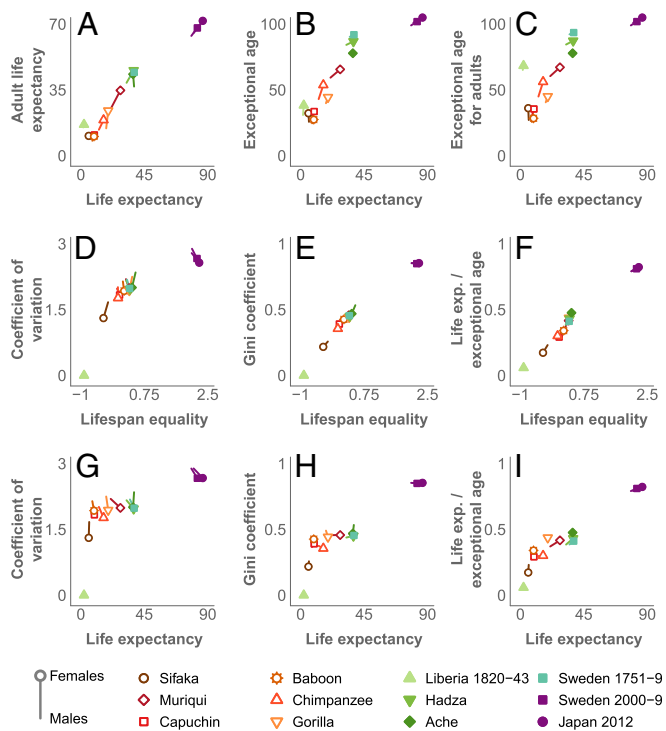 A
B
C
Adult life
expectancy
70
35
0
0
45
90
Life expectancy
Exceptional age
100
50
0
0
45
90
Life expectancy
Exceptional age
for adults
100
50
0
0
45
90
Life expectancy
D
E
F
Coefficient of
variation
3
1.5
0
−1
0.75
2.5
Lifespan equality
Gini coefficient
1
0.5
0
−1
0.75
2.5
Lifespan equality
Life exp. /
exceptional age
1
0.5
0
−1
0.75
2.5
Lifespan equality
G
H
I
Coefficient of
variation
3
1.5
0
0
45
90
Life expectancy
Gini coefficient
1
0.5
0
0
45
90
Life expectancy
Life exp. /
exceptional age
1
0.5
0
0
45
90
Life expectancy
Females
Males
Sifaka
Muriqui
Capuchin
Baboon
Chimpanzee
Gorilla
Liberia 1820−43
Hadza
Ache
Sweden 1751−9
Sweden 2000−9
Japan 2012